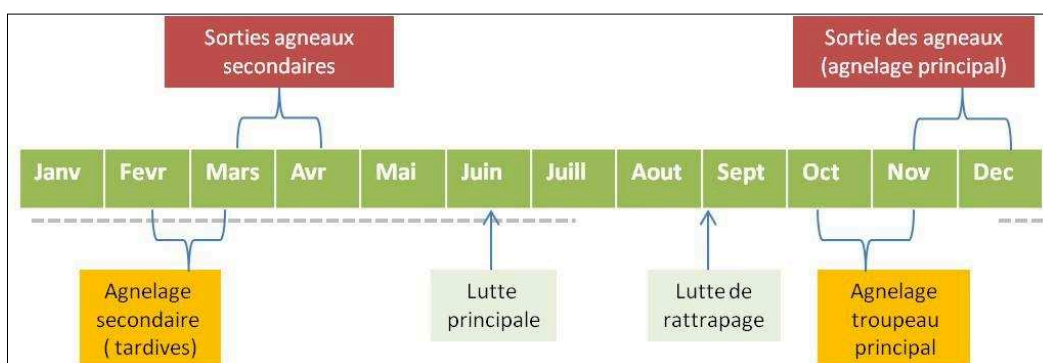 Sorties agneaux
secondaires
Sortie des agneaux
(agnelage principal)
Janv Fevr Mars Avr Mai Juin Juill Aout Sept Oct Nov Dec
Agnelage
secondaire
( tardives)
Lutte
principale
Lutte de
rattrapage
Agnelage
troupeau
principal